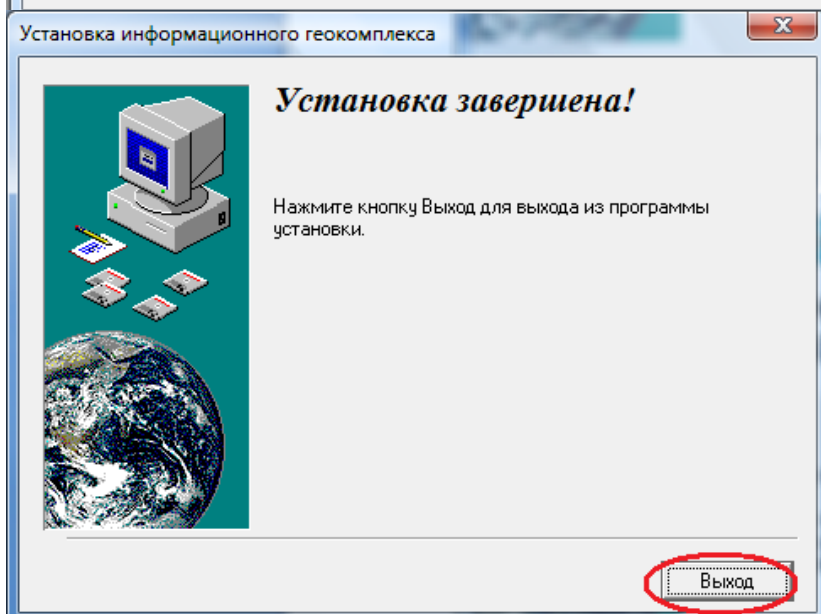 Установка информационного геокомплекса
Установка завершена!
Нажмите кнопку Выход для выхода из программы
установки.
Выход